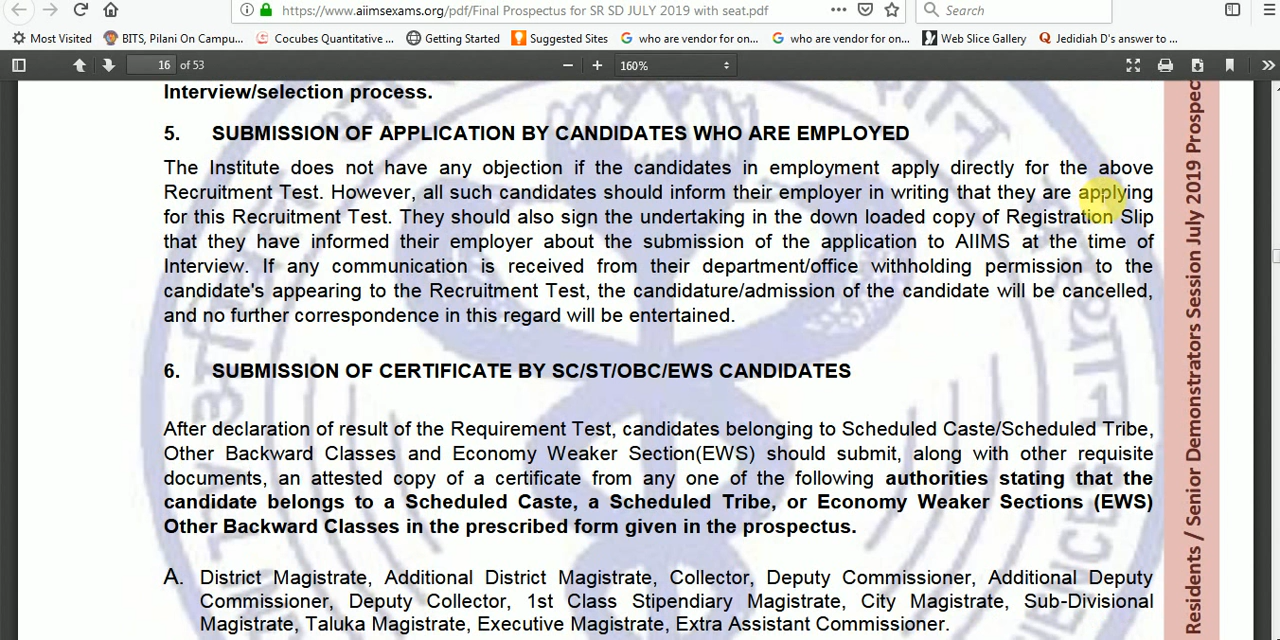 https://www.aiimsexams.org/pdf/Final Prospectus for SR SD JULY 2019 with seat.pdf
Search
Most Visited
BITS, Pilani On Campu...
Cocubes Quantitative ...
Getting Started
Suggested Sites
who are vendor for on...
who are vendor for on...
Web Slice Gallery
Jedidiah D's answer to ...
16 of 53
160%
Interview/selection process.
5. SUBMISSION OF APPLICATION BY CANDIDATES WHO ARE EMPLOYED
The Institute does not have any objection if the candidates in employment apply directly for the above
Recruitment Test. However, all such candidates should inform their employer in writing that they are applying
for this Recruitment Test. They should also sign the undertaking in the down loaded copy of Registration Slip
that they have informed their employer about the submission of the application to AIIMS at the time of
Interview. If any communication is received from their department/office withholding permission to the
candidate's appearing to the Recruitment Test, the candidature/admission of the candidate will be cancelled,
and no further correspondence in this regard will be entertained.
6. SUBMISSION OF CERTIFICATE BY SC/ST/OBC/EWS CANDIDATES
After declaration of result of the Requirement Test, candidates belonging to Scheduled Caste/Scheduled Tribe,
Other Backward Classes and Economy Weaker Section(EWS) should submit, along with other requisite
documents, an attested copy of a certificate from any one of the following authorities stating that the
candidate belongs to a Scheduled Caste, a Scheduled Tribe, or Economy Weaker Sections (EWS)
Other Backward Classes in the prescribed form given in the prospectus.
A. District Magistrate, Additional District Magistrate, Collector, Deputy Commissioner, Additional Deputy
Commissioner, Deputy Collector, 1st Class Stipendiary Magistrate, City Magistrate, Sub-Divisional
Magistrate, Taluka Magistrate, Executive Magistrate, Extra Assistant Commissioner.
Residents / Senior Demonstrators Session July 2019 Prospec